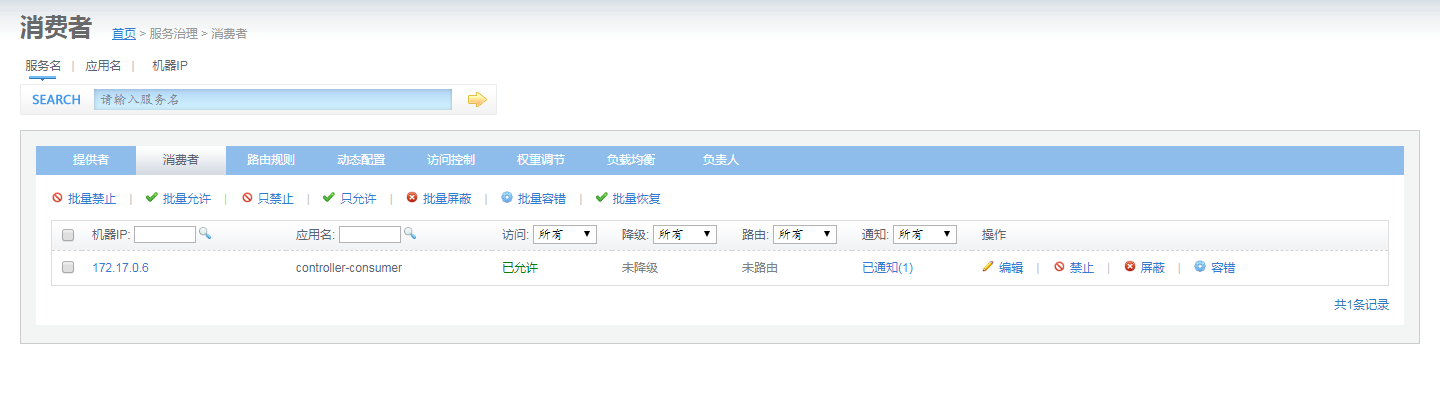 消费者 首页 > 服务治理 > 消费者
服务名 | 应用名 | 机器IP
SEARCH 请输入服务名
提供者 消费者 路由规则 动态配置 访问控制 权重调节 负载均衡 负责人
批量禁止 | 批量允许 | 只禁止 | 只允许 | 批量屏蔽 | 批量容错 | 批量恢复
机器IP: 应用名: 访问: 所有 降级: 所有 路由: 所有 通知: 所有 操作
172.17.0.6 controller-consumer 已允许 未降级 未路由 已通知(1) 编辑 | 禁止 | 屏蔽 | 容错
共1条记录